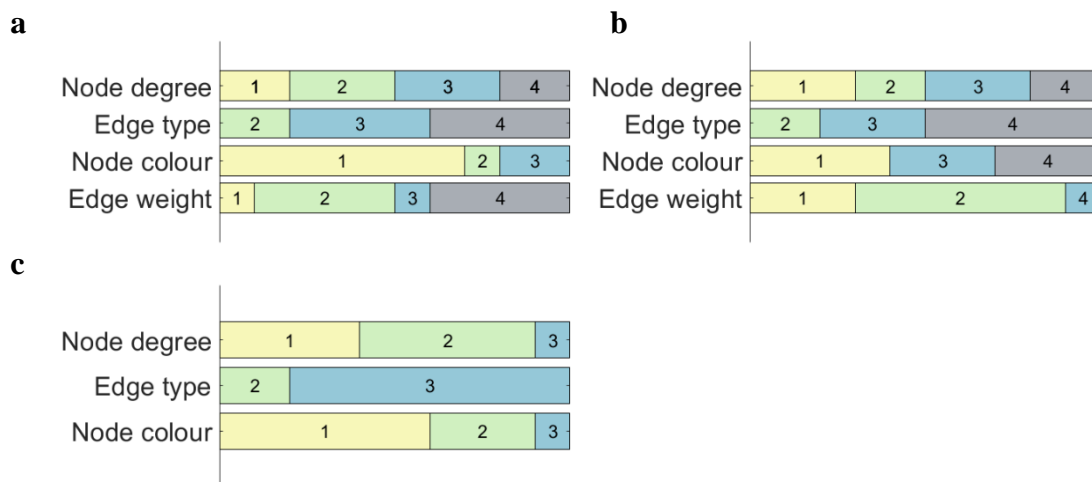 a
Node degree 1 2 3 4
Edge type 2 3 4
Node colour 1 2 3
Edge weight 1 2 3 4
b
Node degree 1 2 3 4
Edge type 2 3 4
Node colour 1 3 4
Edge weight 1 2 4
c
Node degree 1 2 3
Edge type 2 3
Node colour 1 2 3